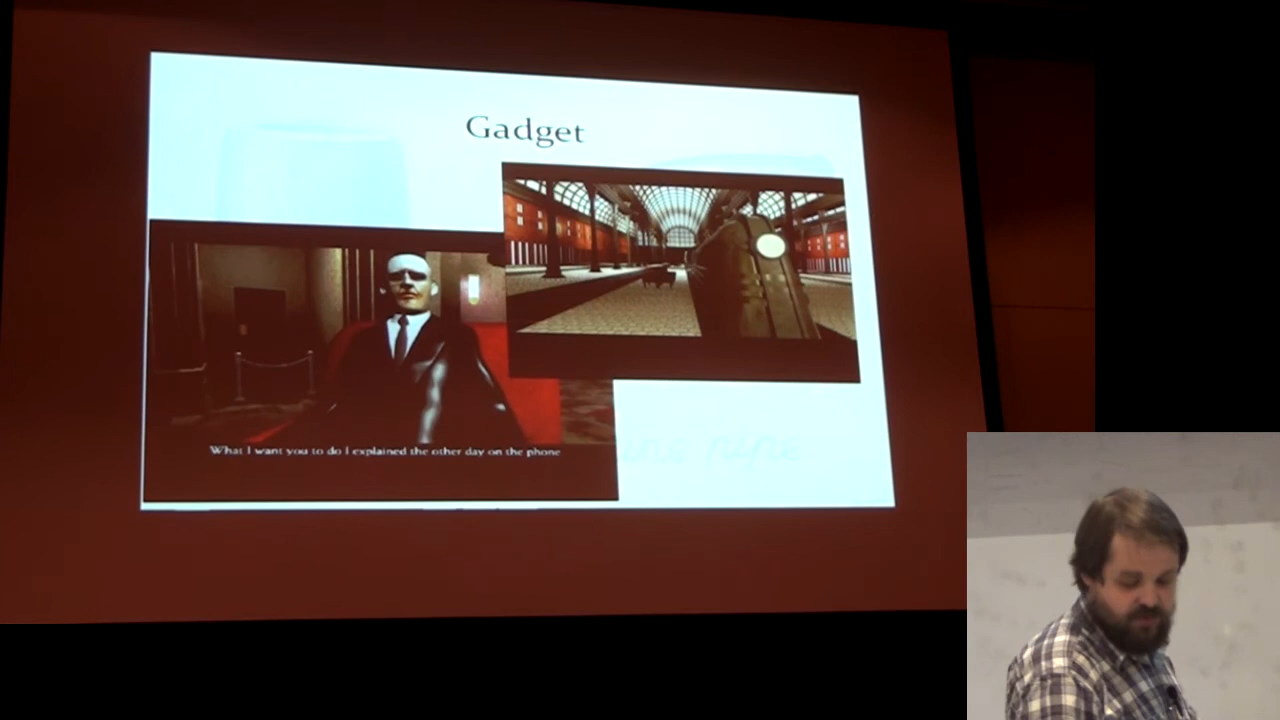 Gadget
What I want you to do I explained the other day on the phone